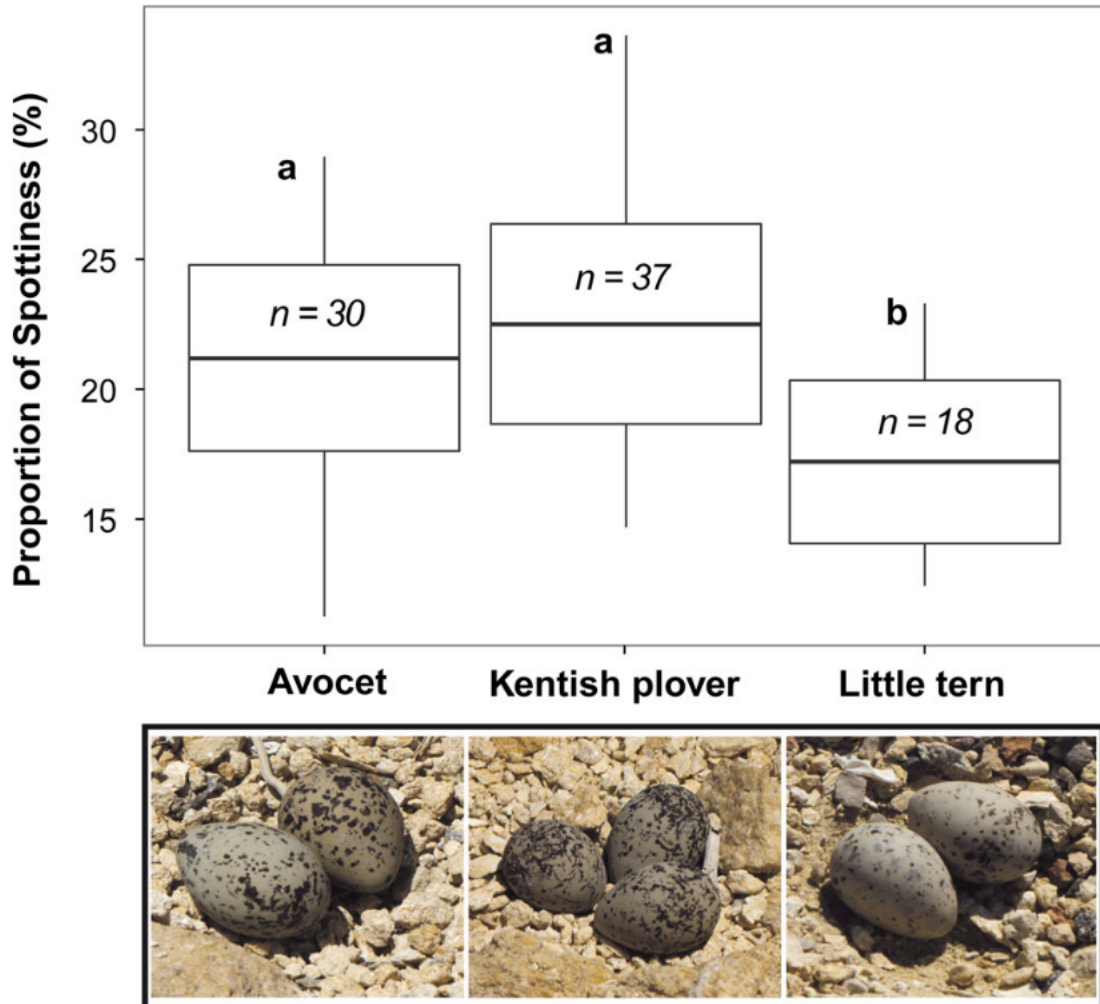 Proportion of Spottiness (%)
30
25
20
15
a
a
b
n = 30
n = 37
n = 18
Avocet
Kentish plover
Little tern